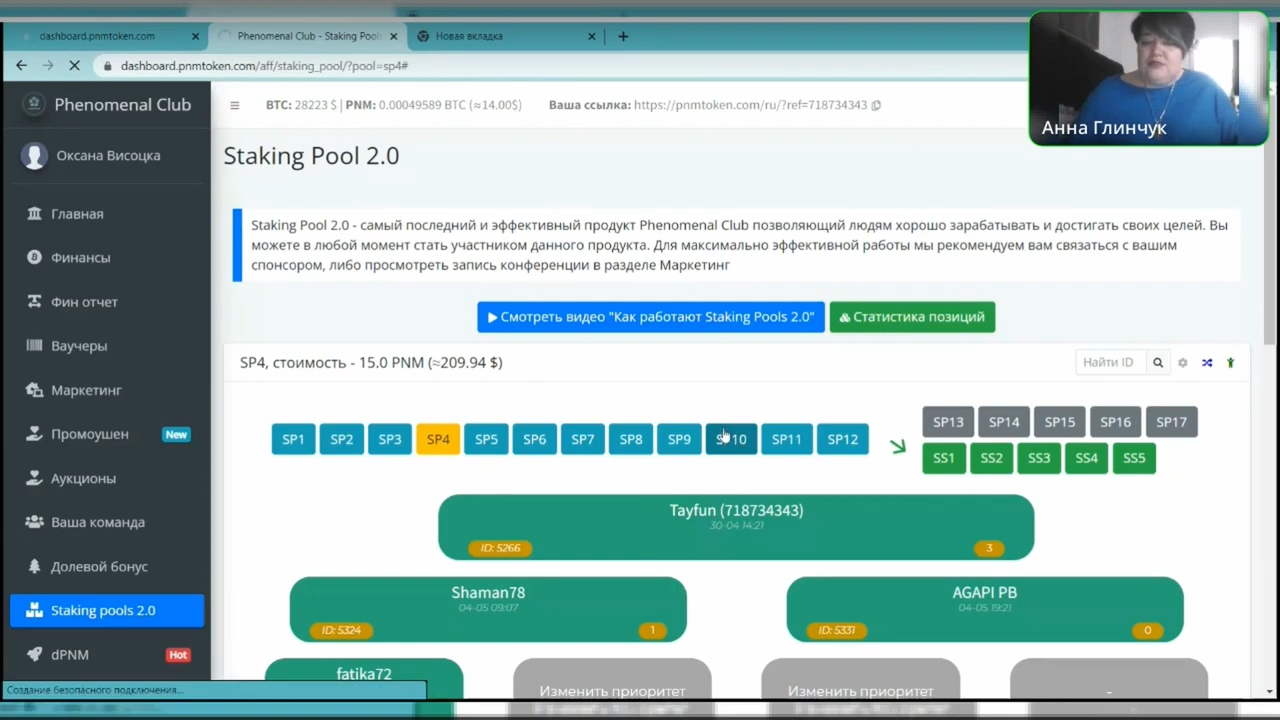 dashboard.pnmtoken.com
Phenomenal Club - Staking Pools
Новая вкладка
dashboard.pnmtoken.com/aff/staking_pool/?pool=sp4#
Анна Глинчук
Phenomenal Club
BTC: 28223 $ | PNM: 0.00049589 BTC (≈14.00$)
Ваша ссылка: https://pnmtoken.com/ru/?ref=718734343
Оксана Висоцка
Главная
Финансы
Фин отчет
Ваучеры
Маркетинг
Промоушен New
Аукционы
Ваша команда
Долевой бонус
Staking pools 2.0
dPNM Hot
Создание безопасного подключения...
Staking Pool 2.0
Staking Pool 2.0 - самый последний и эффективный продукт Phenomenal Club позволяющий людям хорошо зарабатывать и достигать своих целей. Вы
можете в любой момент стать участником данного продукта. Для максимально эффективной работы мы рекомендуем вам связаться с вашим
спонсором, либо просмотреть запись конференции в разделе Маркетинг
Смотреть видео "Как работают Staking Pools 2.0"
Статистика позиций
SP4, стоимость - 15.0 PNM (≈209.94 $)
Найти ID
SP1 SP2 SP3 SP4 SP5 SP6 SP7 SP8 SP9 SP10 SP11 SP12
SP13 SP14 SP15 SP16 SP17
SS1 SS2 SS3 SS4 SS5
Tayfun (718734343)
30-04 14:21
ID: 5266 3
Shaman78
04-05 09:07
ID: 5324 1
AGAPI PB
04-05 19:21
ID: 5331 0
fatika72
Изменить приоритет
Изменить приоритет
-